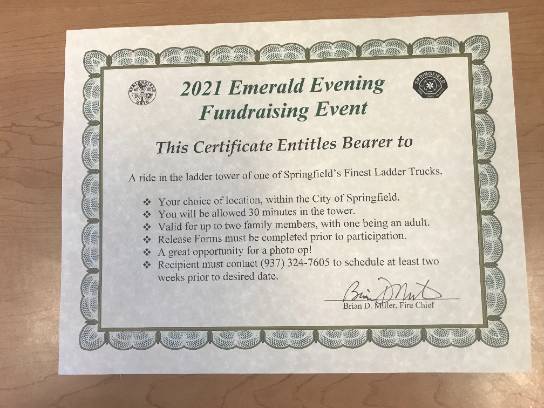 2021 Emerald Evening
Fundraising Event
This Certificate Entitles Bearer to
A ride in the ladder tower of one of Springfield's Finest Ladder Trucks.
❖ Your choice of location, within the City of Springfield.
❖ You will be allowed 30 minutes in the tower.
❖ Valid for up to two family members, with one being an adult.
❖ Release Forms must be completed prior to participation.
❖ A great opportunity for a photo op!
❖ Recipient must contact (937) 324-7605 to schedule at least two
weeks prior to desired date.
Brian D. Miller, Fire Chief